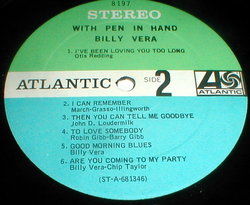 8197
STEREO
WITH PEN IN HAND
BILLY VERA
1. I'VE BEEN LOVING YOU TOO LONG
Otis Redding
ATLANTIC
SIDE 2
ATLANTIC
2. I CAN REMEMBER
March-Grasso-Illingworth
3. THEN YOU CAN TELL ME GOODBYE
John D. Loudermilk
4. TO LOVE SOMEBODY
Robin Gibb-Barry Gibb
5. GOOD MORNING BLUES
Billy Vera
6. ARE YOU COMING TO MY PARTY
Billy Vera-Chip Taylor
(ST-A-681346)